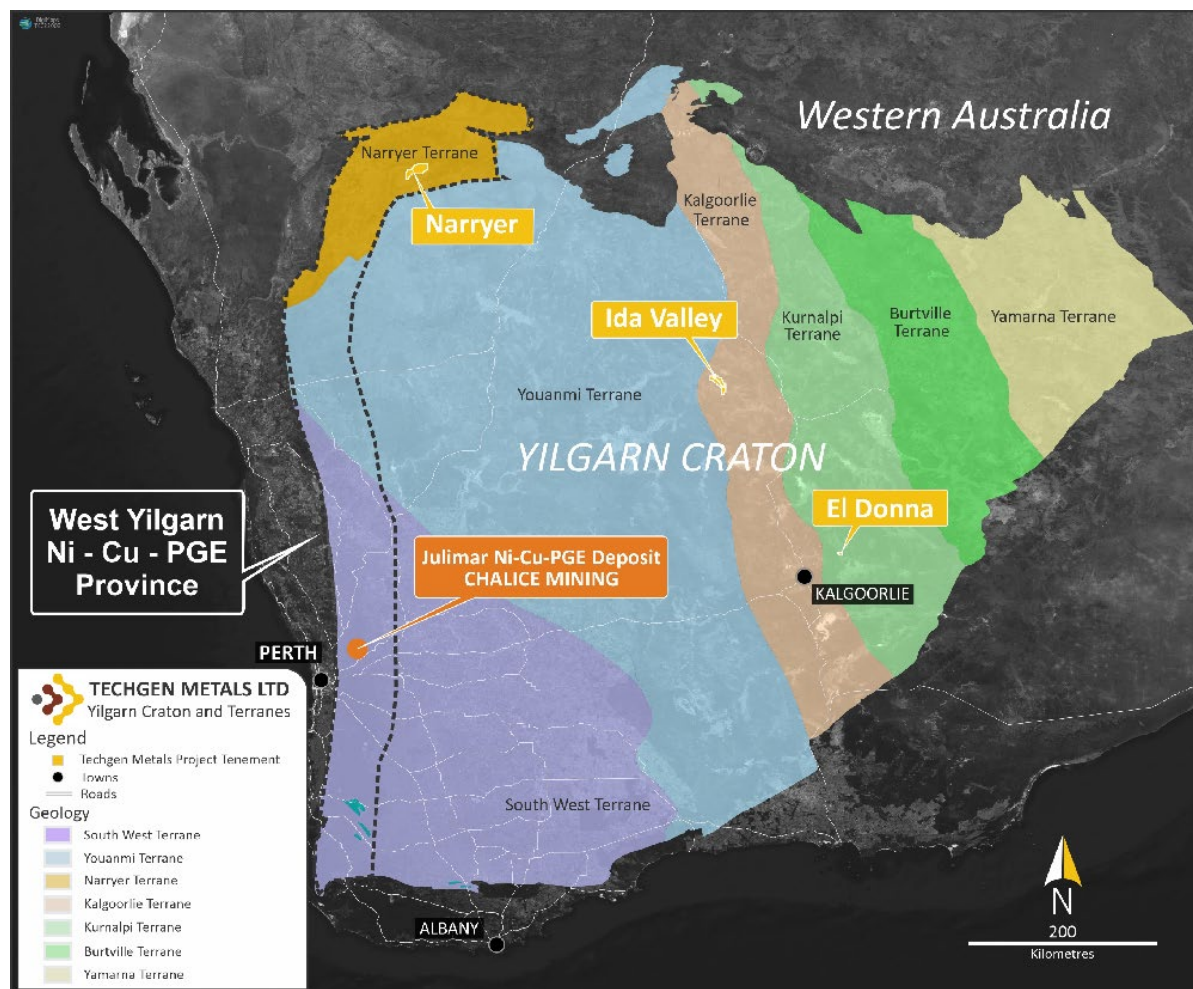 Western Australia
Narryer Terrane
Narryer
Kalgoorlie
Terrane
Ida Valley
Kurnalpi
Terrane
Burtville
Terrane
Yamarna Terrane
Youanmi Terrane
YILGARN CRATON
El Donna
West Yilgarn
Ni - Cu - PGE
Province
Julimar Ni-Cu-PGE Deposit
CHALICE MINING
KALGOORLIE
PERTH
South West Terrane
ALBANY
TECHGEN METALS LTD
Yilgarn Craton and Terranes
Legend
Techgen Metals Project Tenement
Towns
Roads
Geology
South West Terrane
Youanmi Terrane
Narryer Terrane
Kalgoorlie Terrane
Kurnalpi Terrane
Burtville Terrane
Yamarna Terrane
N
200
Kilometres